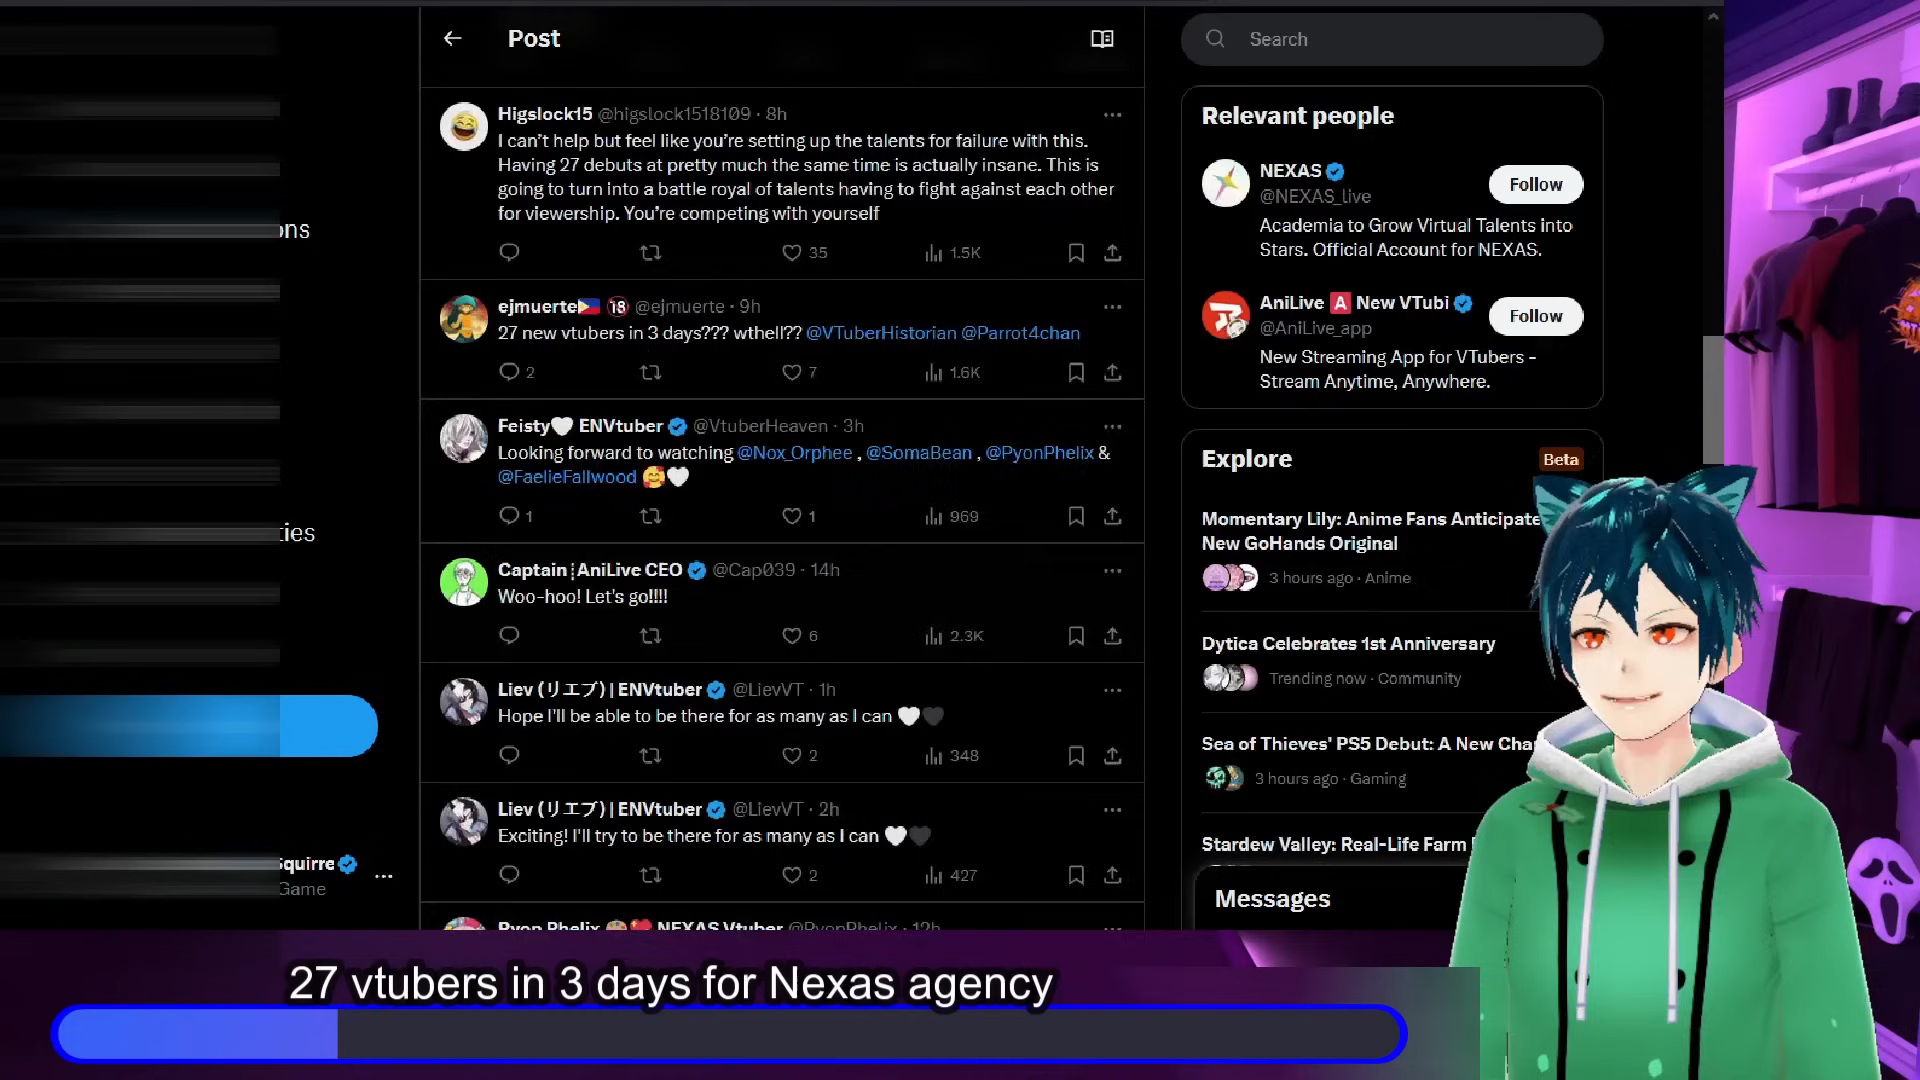 Post
Search
Higslock15 @higslock1518109 · 8h
I can't help but feel like you're setting up the talents for failure with this.
Having 27 debuts at pretty much the same time is actually insane. This is
going to turn into a battle royal of talents having to fight against each other
for viewership. You're competing with yourself
35 1.5K
ejmuerte🇵🇭 🔞 @ejmuerte · 9h
27 new vtubers in 3 days??? wthell?? @VTuberHistorian @Parrot4chan
2 7 1.6K
Feisty🤍 ENVtuber @VtuberHeaven · 3h
Looking forward to watching @Nox_Orphee , @SomaBean , @PyonPhelix &
@FaelieFallwood 🥰🤍
1 1 969
Captain┊AniLive CEO @Cap039 · 14h
Woo-hoo! Let's go!!!!
6 2.3K
Liev (リエブ) | ENVtuber @LievVT · 1h
Hope I'll be able to be there for as many as I can 🤍🖤
2 348
Liev (リエブ) | ENVtuber @LievVT · 2h
Exciting! I'll try to be there for as many as I can 🤍🖤
2 427
Pyon Phelix NEXAS Vtuber @PyonPhelix · 12h
Relevant people
NEXAS
@NEXAS_live
Follow
Academia to Grow Virtual Talents into
Stars. Official Account for NEXAS.
AniLive 🅰 New VTubi
@AniLive_app
Follow
New Streaming App for VTubers -
Stream Anytime, Anywhere.
Explore
Beta
Momentary Lily: Anime Fans Anticipate
New GoHands Original
3 hours ago · Anime
Dytica Celebrates 1st Anniversary
Trending now · Community
Sea of Thieves' PS5 Debut: A New Cha
3 hours ago · Gaming
Stardew Valley: Real-Life Farm
Messages
ons
ties
Squirre
Game
27 vtubers in 3 days for Nexas agency